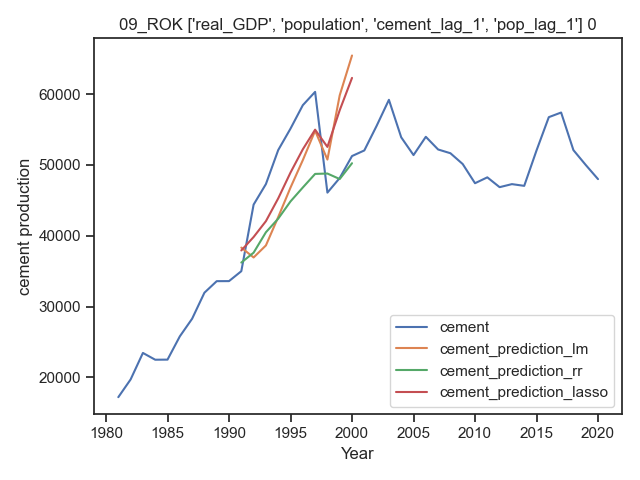 09_ROK ['real_GDP', 'population', 'cement_lag_1', 'pop_lag_1'] 0
cement production
60000
50000
40000
30000
20000
1980
1985
1990
1995
2000
2005
2010
2015
2020
Year
cement
cement_prediction_lm
cement_prediction_rr
cement_prediction_lasso